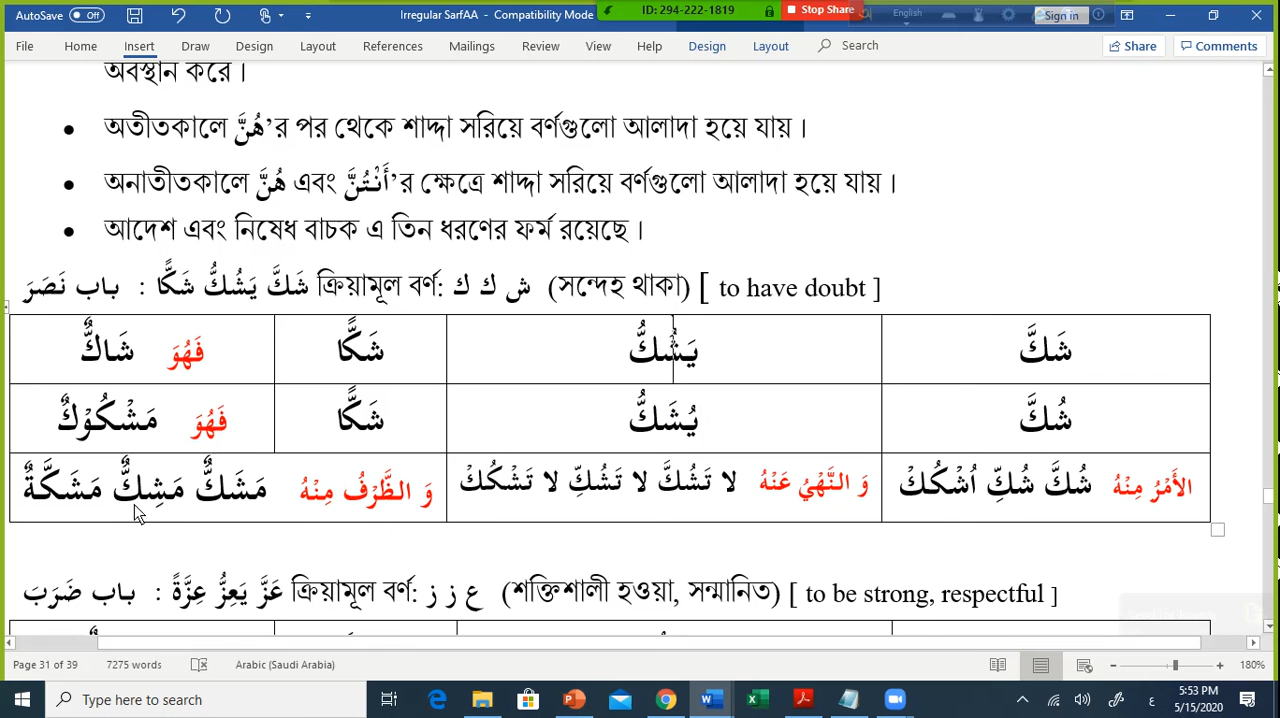 AutoSave Off Irregular SarfAA - Compatibility Mode ID: 294-222-1819 Stop Share English Sign in
File Home Insert Draw Design Layout References Mailings Review View Help Design Layout Search Share Comments
অবস্থান করে।
• অতীতকালে هُنَّ’র পর থেকে শাদ্দা সরিয়ে বর্ণগুলো আলাদা হয়ে যায়।
• অনাতীতকালে هُنَّ এবং أَنْتُنَّ’র ক্ষেত্রে শাদ্দা সরিয়ে বর্ণগুলো আলাদা হয়ে যায়।
• আদেশ এবং নিষেধ বাচক এ তিন ধরণের ফর্ম রয়েছে।
باب نَصَرَ : شَكَّ يَشُكُّ شَكًّا ক্রিয়ামূল বর্ণ: ش ك ك (সন্দেহ থাকা) [ to have doubt ]
شَكَّ يَشُكُّ شَكًّا فَهُوَ شَاكٌّ
شُكَّ يُشَكُّ شَكًّا فَهُوَ مَشْكُوْكٌ
الأَمْرُ مِنْهُ شُكَّ شُكِّ اُشْكُكْ وَ النَّهْيُ عَنْهُ لا تَشُكَّ لا تَشُكِّ لا تَشْكُكْ وَ الظَّرْفُ مِنْهُ مَشَكٌّ مَشِكٌّ مَشَكَّةٌ
باب ضَرَبَ : عَزَّ يَعِزُّ عِزَّةً ক্রিয়ামূল বর্ণ: ع ز ز (শক্তিশালী হওয়া, সন্মানিত) [ to be strong, respectful ]
Page 31 of 39 7275 words Arabic (Saudi Arabia) 180%
Type here to search ع 5:53 PM
5/15/2020